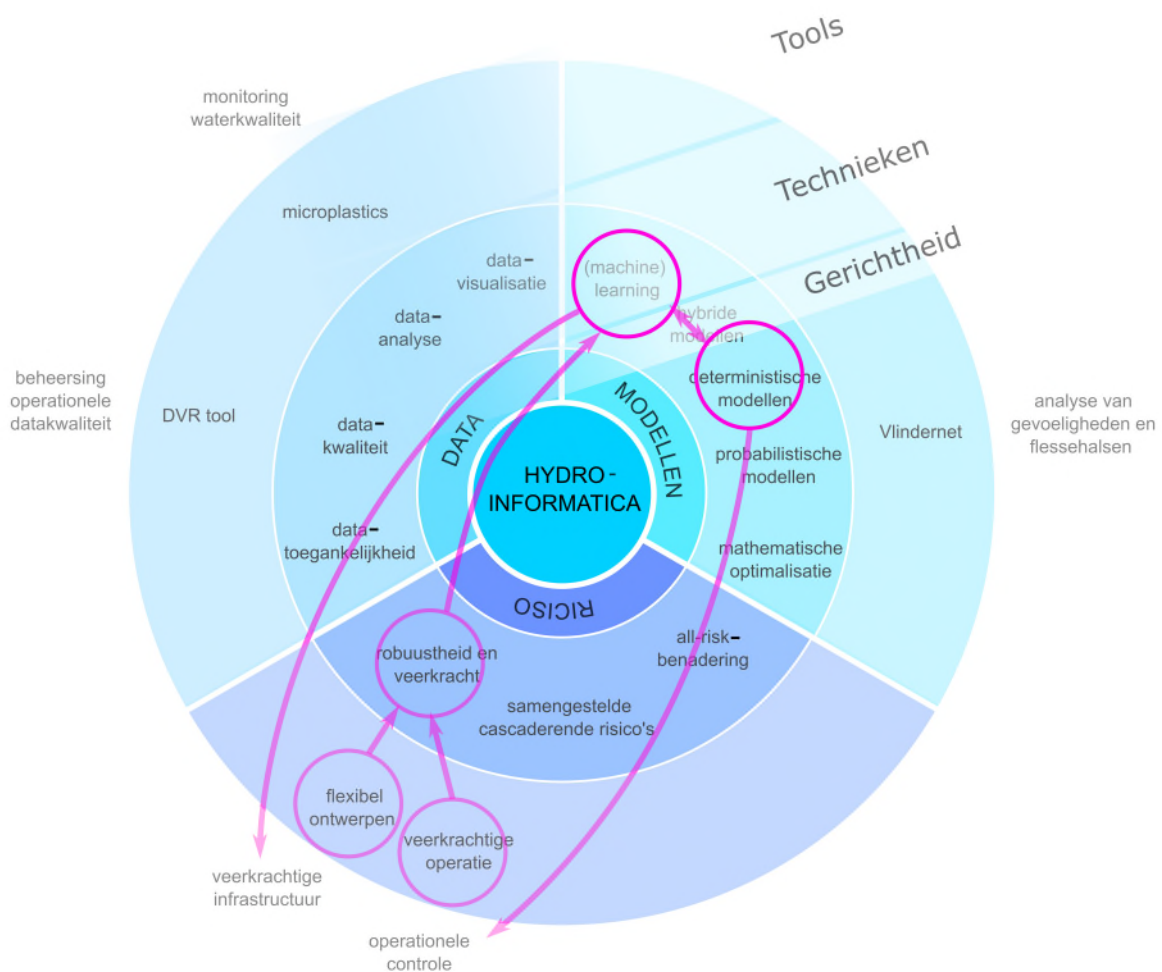 Tools
monitoring
waterkwaliteit
Technieken
microplastics
Gerichtheid
data-
visualisatie
(machine)
learning
data-
analyse
hybride
modellen
beheersing
operationele
datakwaliteit
DVR tool
data-
kwaliteit
DATA
MODELLEN
deterministische
modellen
probabilistische
modellen
Vlindernet
analyse van
gevoeligheden en
flessehalsen
HYDRO-
INFORMATICA
data-
toegankelijkheid
mathematische
optimalisatie
RICISO
robuustheid en
veerkracht
all-risk-
benadering
samengestelde
cascaderende risico's
flexibel
ontwerpen
veerkrachtige
operatie
veerkrachtige
infrastructuur
operationele
controle